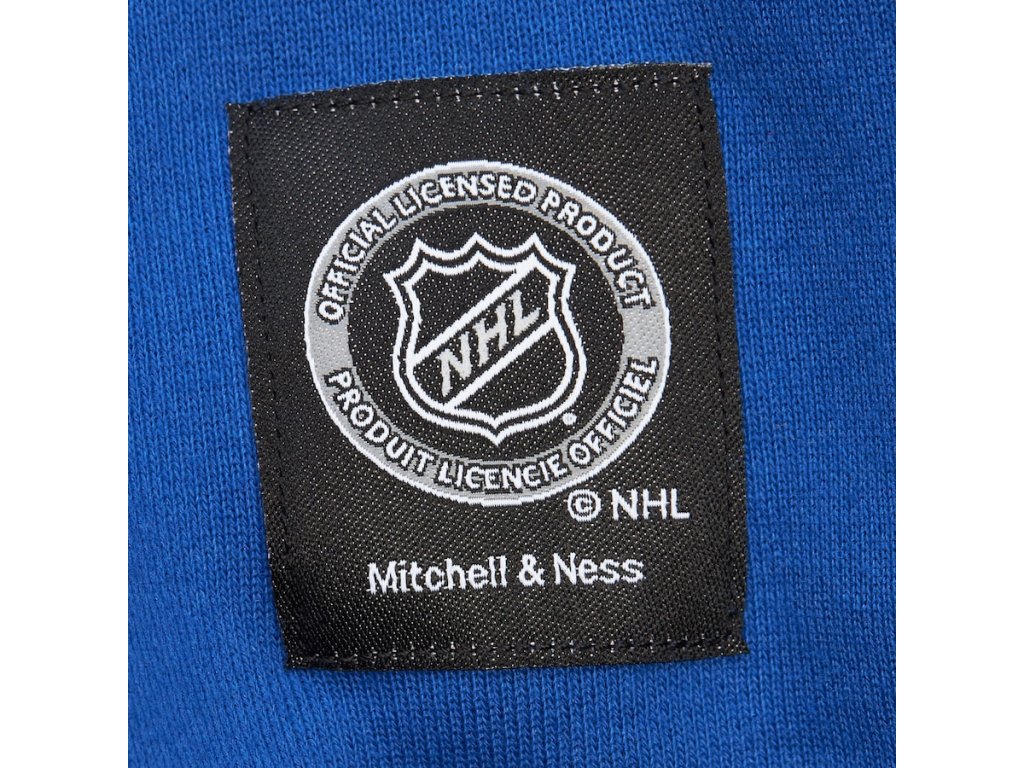 OFFICIAL LICENSED PRODUCT
NHL
PRODUIT LICENCIE OFFICIEL
© NHL
Mitchell & Ness